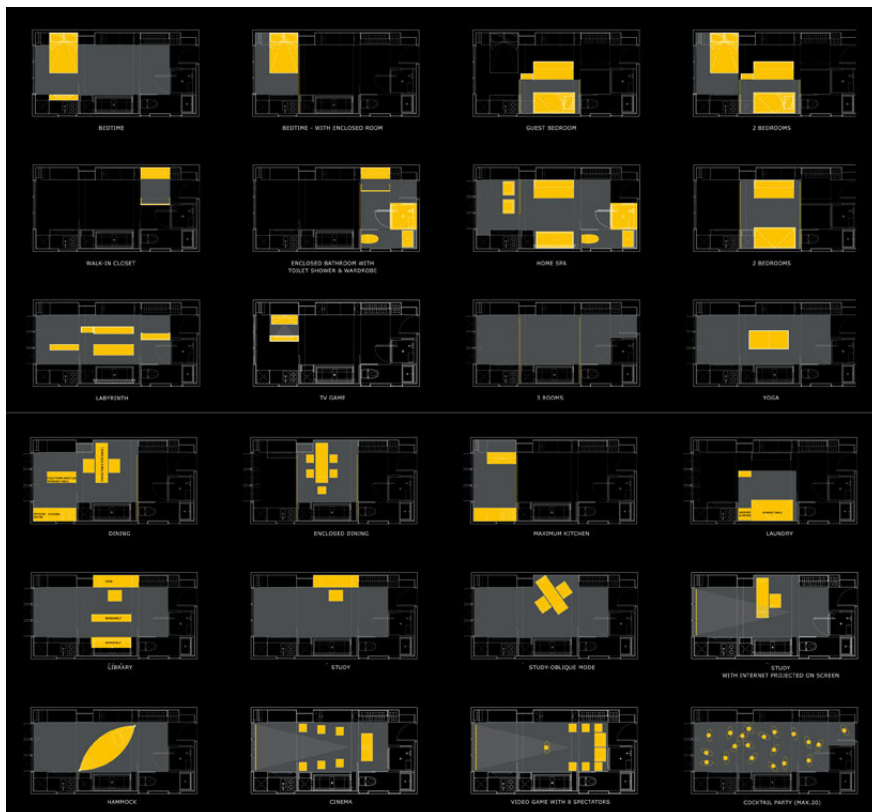 BEDTIME
BEDTIME - WITH ENCLOSED ROOM
GUEST BEDROOM
2 BEDROOMS
WALK-IN CLOSET
ENCLOSED BATHROOM WITH
TOILET SHOWER & WARDROBE
HOME SPA
2 BEDROOMS
LABYRINTH
TV GAME
3 ROOMS
YOGA
DINING
ENCLOSED DINING
MAXIMUM KITCHEN
LAUNDRY
LIBRARY
STUDY
STUDY-OBLIQUE MODE
STUDY
WITH INTERNET PROJECTED ON SCREEN
HAMMOCK
CINEMA
VIDEO GAME WITH 8 SPECTATORS
COCKTAIL PARTY (MAX.20)